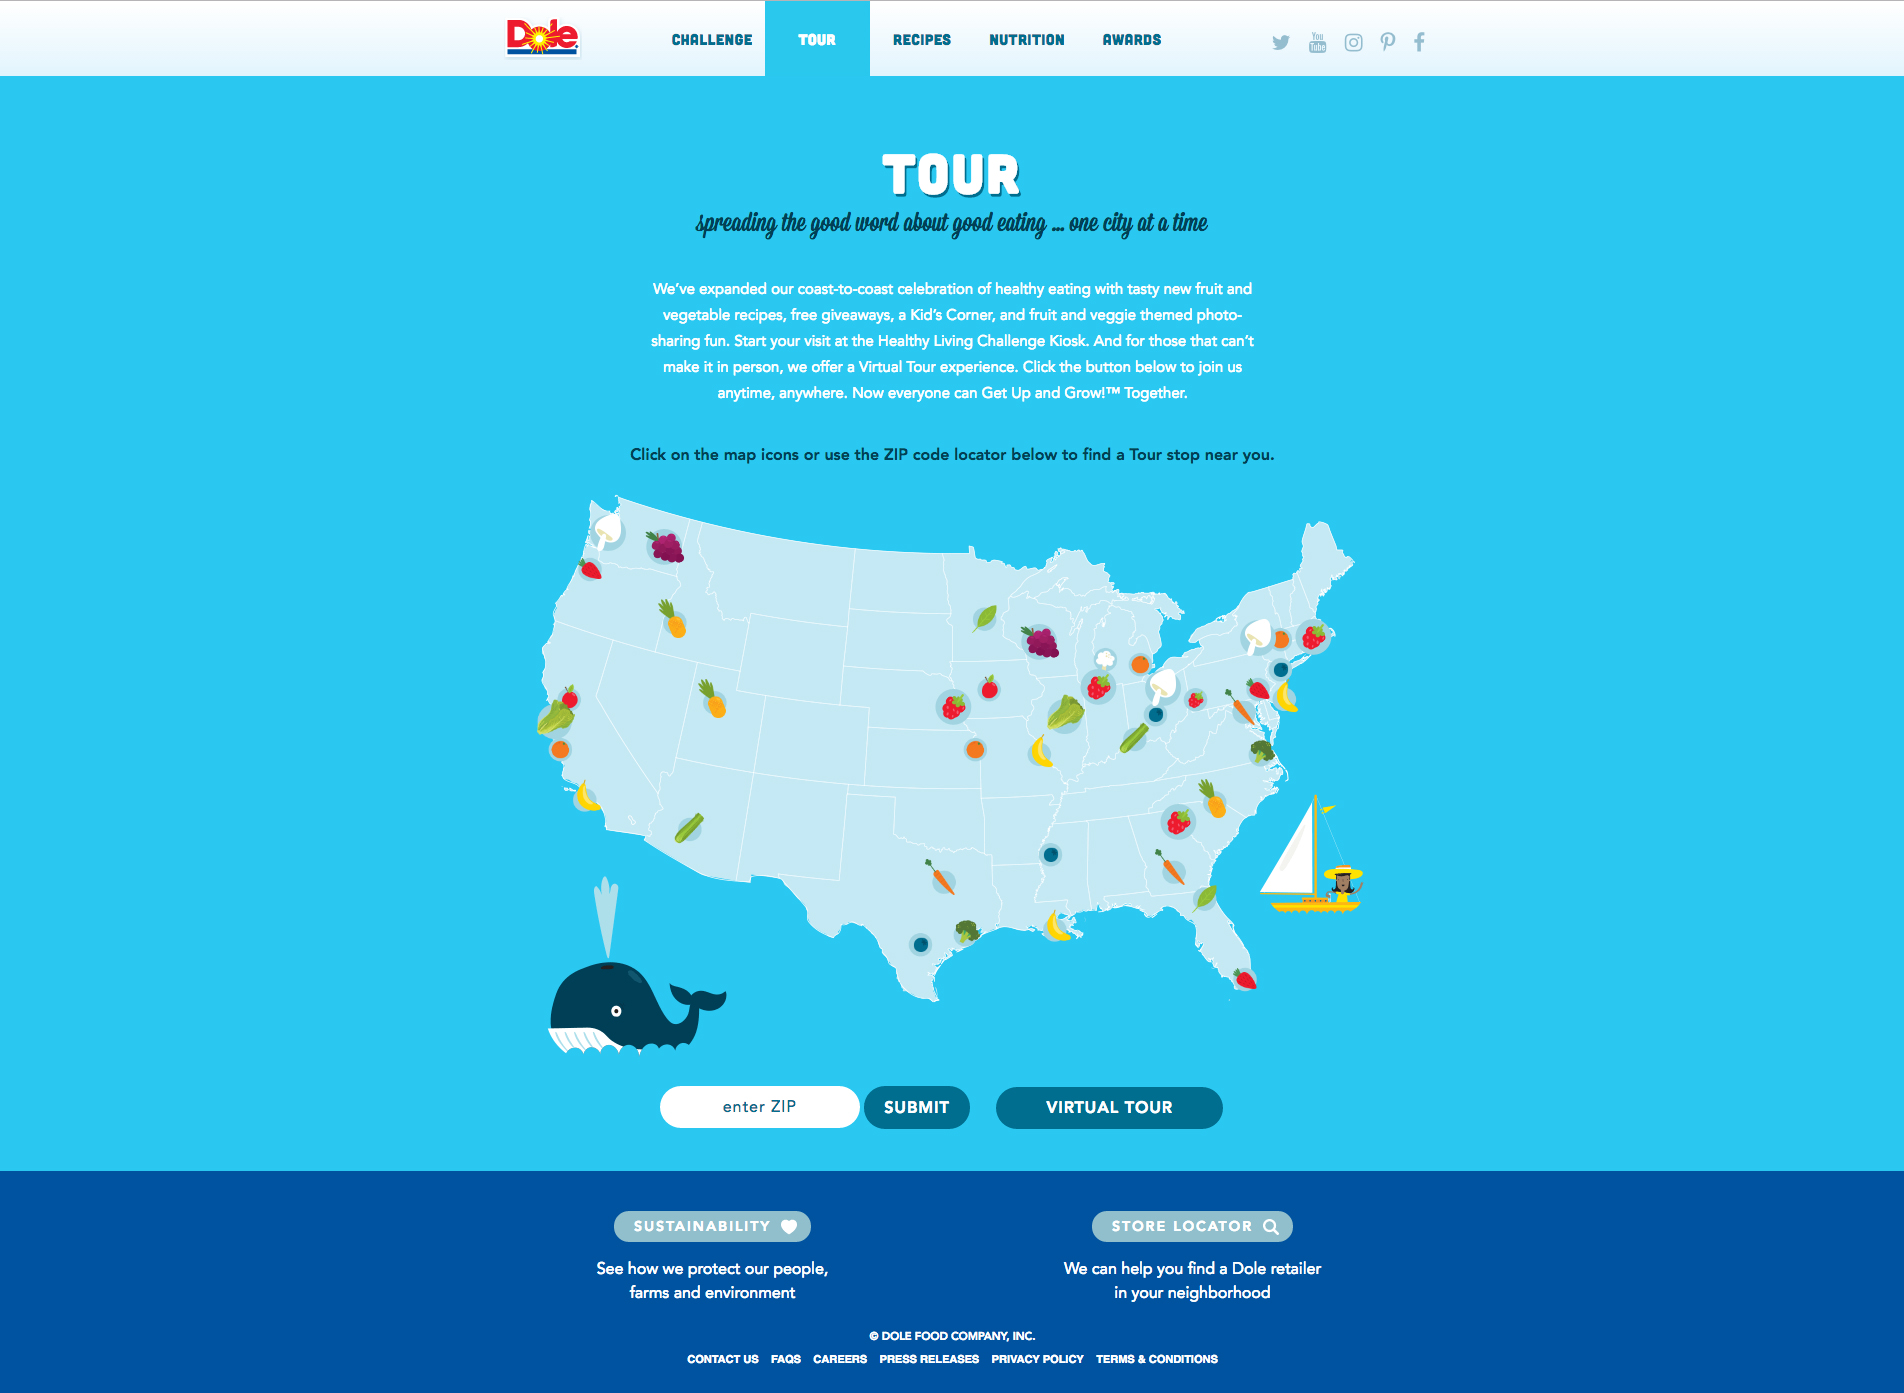 Dole
CHALLENGE
TOUR
RECIPES
NUTRITION
AWARDS
You
Tube
TOUR
spreading the good word about good eating ... one city at a time
We've expanded our coast-to-coast celebration of healthy eating with tasty new fruit and
vegetable recipes, free giveaways, a Kid's Corner, and fruit and veggie themed photo-
sharing fun. Start your visit at the Healthy Living Challenge Kiosk. And for those that can't
make it in person, we offer a Virtual Tour experience. Click the button below to join us
anytime, anywhere. Now everyone can Get Up and Grow!™ Together.
Click on the map icons or use the ZIP code locator below to find a Tour stop near you.
enter ZIP
SUBMIT
VIRTUAL TOUR
SUSTAINABILITY
See how we protect our people,
farms and environment
STORE LOCATOR
We can help you find a Dole retailer
in your neighborhood
© DOLE FOOD COMPANY, INC.
CONTACT US FAQS CAREERS PRESS RELEASES PRIVACY POLICY TERMS & CONDITIONS